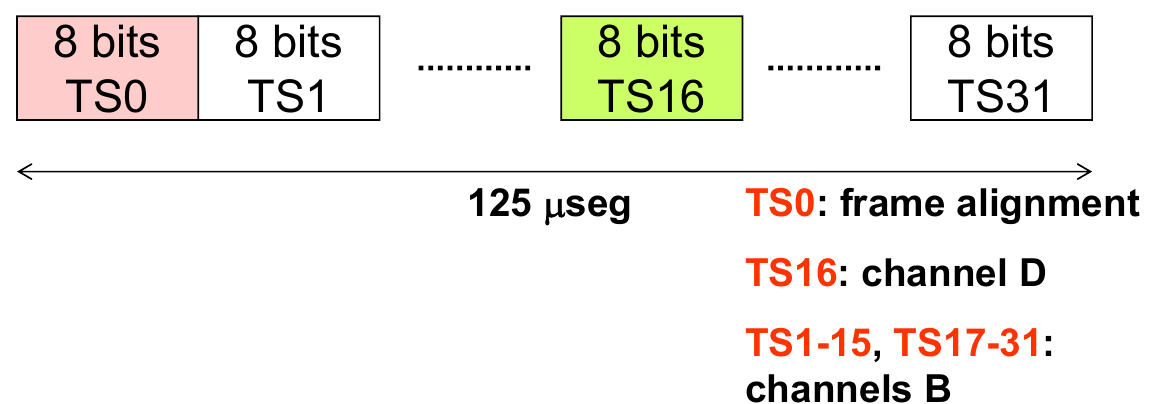 8 bits 8 bits ............ 8 bits ............ 8 bits
TS0 TS1 TS16 TS31
125 μseg
TS0: frame alignment
TS16: channel D
TS1-15, TS17-31:
channels B